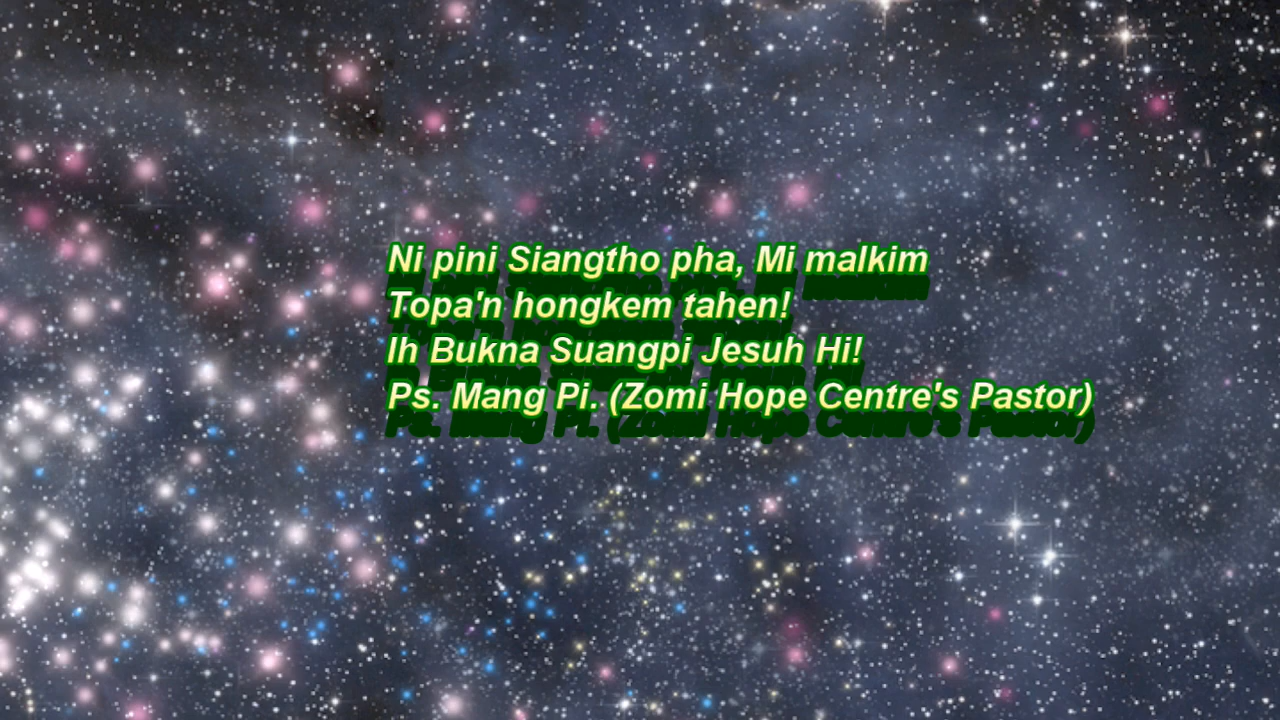 Ni pini Siangtho pha, Mi malkim
Topa'n hongkem tahen!
Ih Bukna Suangpi Jesuh Hi!
Ps. Mang Pi. (Zomi Hope Centre's Pastor)